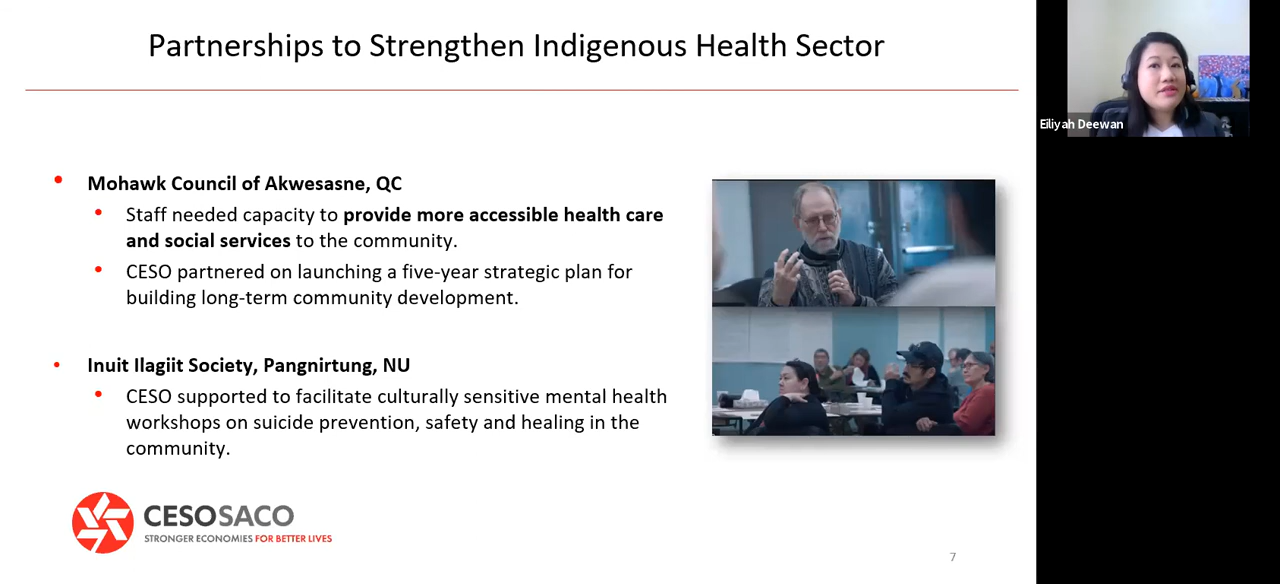 Partnerships to Strengthen Indigenous Health Sector
Eiliyah Deewan
• Mohawk Council of Akwesasne, QC
• Staff needed capacity to provide more accessible health care
and social services to the community.
• CESO partnered on launching a five-year strategic plan for
building long-term community development.
• Inuit Ilagiit Society, Pangnirtung, NU
• CESO supported to facilitate culturally sensitive mental health
workshops on suicide prevention, safety and healing in the
community.
CESOSACO
STRONGER ECONOMIES FOR BETTER LIVES
7